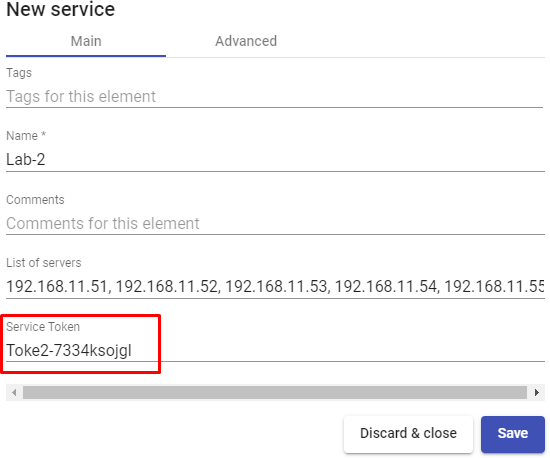 New service
Main Advanced
Tags
Tags for this element
Name *
Lab-2
Comments
Comments for this element
List of servers
192.168.11.51, 192.168.11.52, 192.168.11.53, 192.168.11.54, 192.168.11.55
Service Token
Toke2-7334ksojgl
Discard & close Save